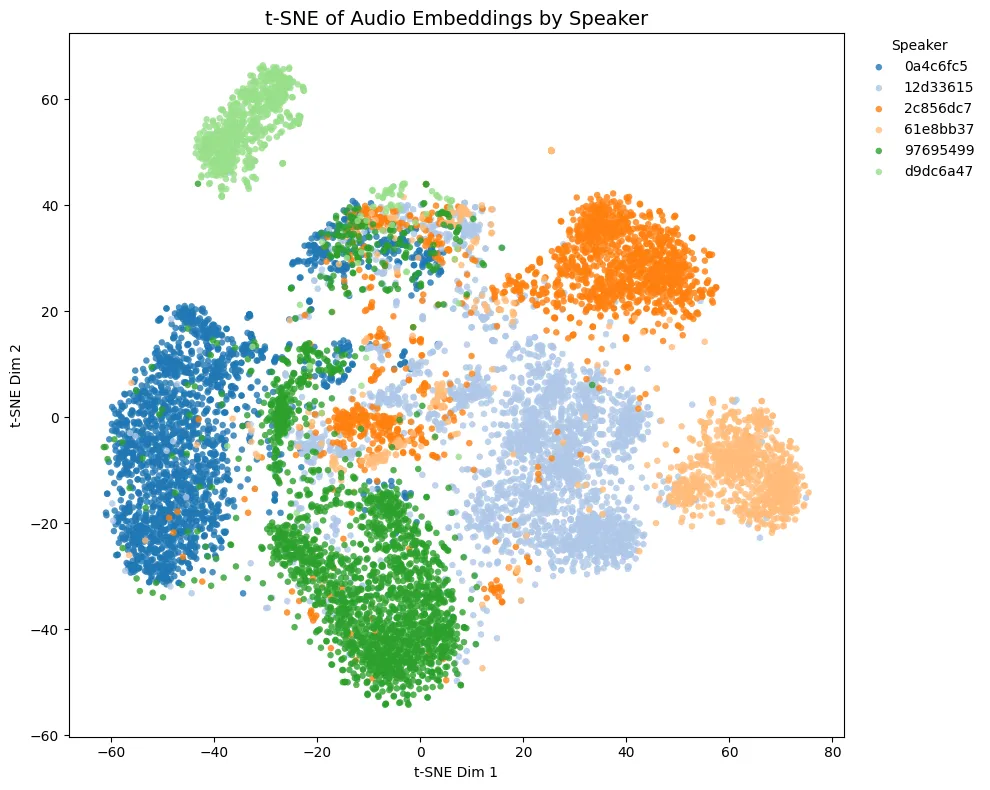 t-SNE of Audio Embeddings by Speaker
Speaker
0a4c6fc5
12d33615
2c856dc7
61e8bb37
97695499
d9dc6a47
t-SNE Dim 2
60
40
20
0
−20
−40
−60
−60
−40
−20
0
20
40
60
80
t-SNE Dim 1